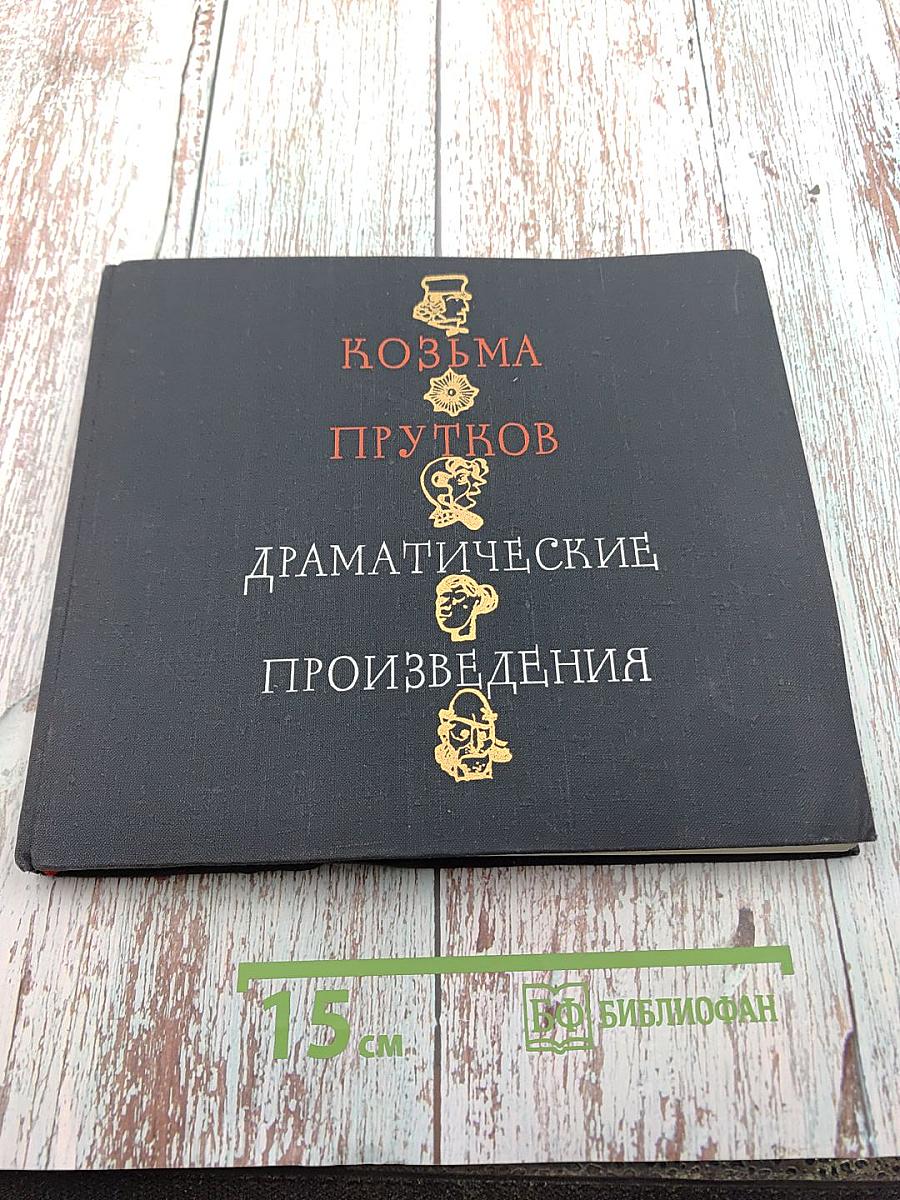 КОЗЬМА
ПРУТКОВ
ДРАМАТИЧЕСКИЕ
ПРОИЗВЕДЕНИЯ
15 см
БФ БИБЛИОФАН